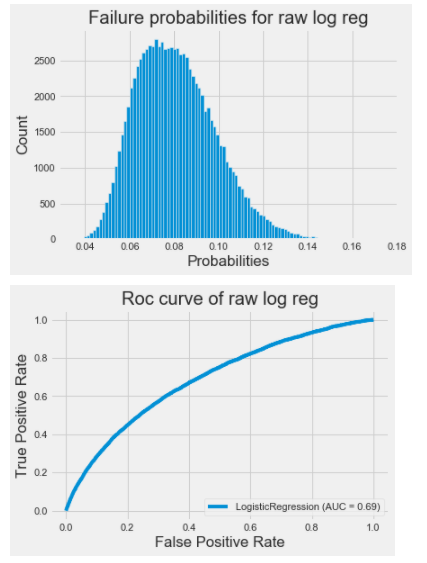 Failure probabilities for raw log reg
2500
2000
1500
1000
500
0
Count
0.04 0.06 0.08 0.10 0.12 0.14 0.16 0.18
Probabilities
Roc curve of raw log reg
1.0
0.8
0.6
0.4
0.2
0.0
True Positive Rate
LogisticRegression (AUC = 0.69)
0.0 0.2 0.4 0.6 0.8 1.0
False Positive Rate